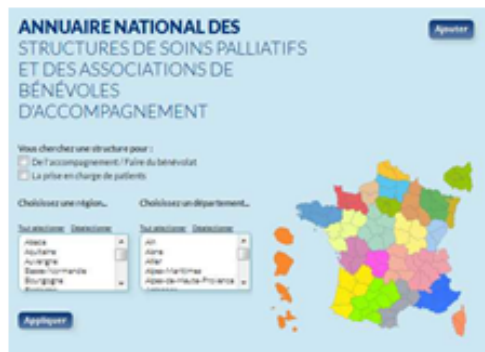 ANNUAIRE NATIONAL DES
STRUCTURES DE SOINS PALLIATIFS
ET DES ASSOCIATIONS DE
BÉNÉVOLES
D'ACCOMPAGNEMENT
Ajouter
Vous cherchez une structure pour :
De l'accompagnement / Faire du bénévolat
La prise en charge de patients
Choisissez une région...
Choisissez un département...
Tout sélectionner Désélectionner
Tout sélectionner Désélectionner
Alsace
Aquitaine
Auvergne
Basse-Normandie
Bourgogne
Ain
Aisne
Allier
Alpes-Maritimes
Alpes-de-Haute-Provence
Appliquer